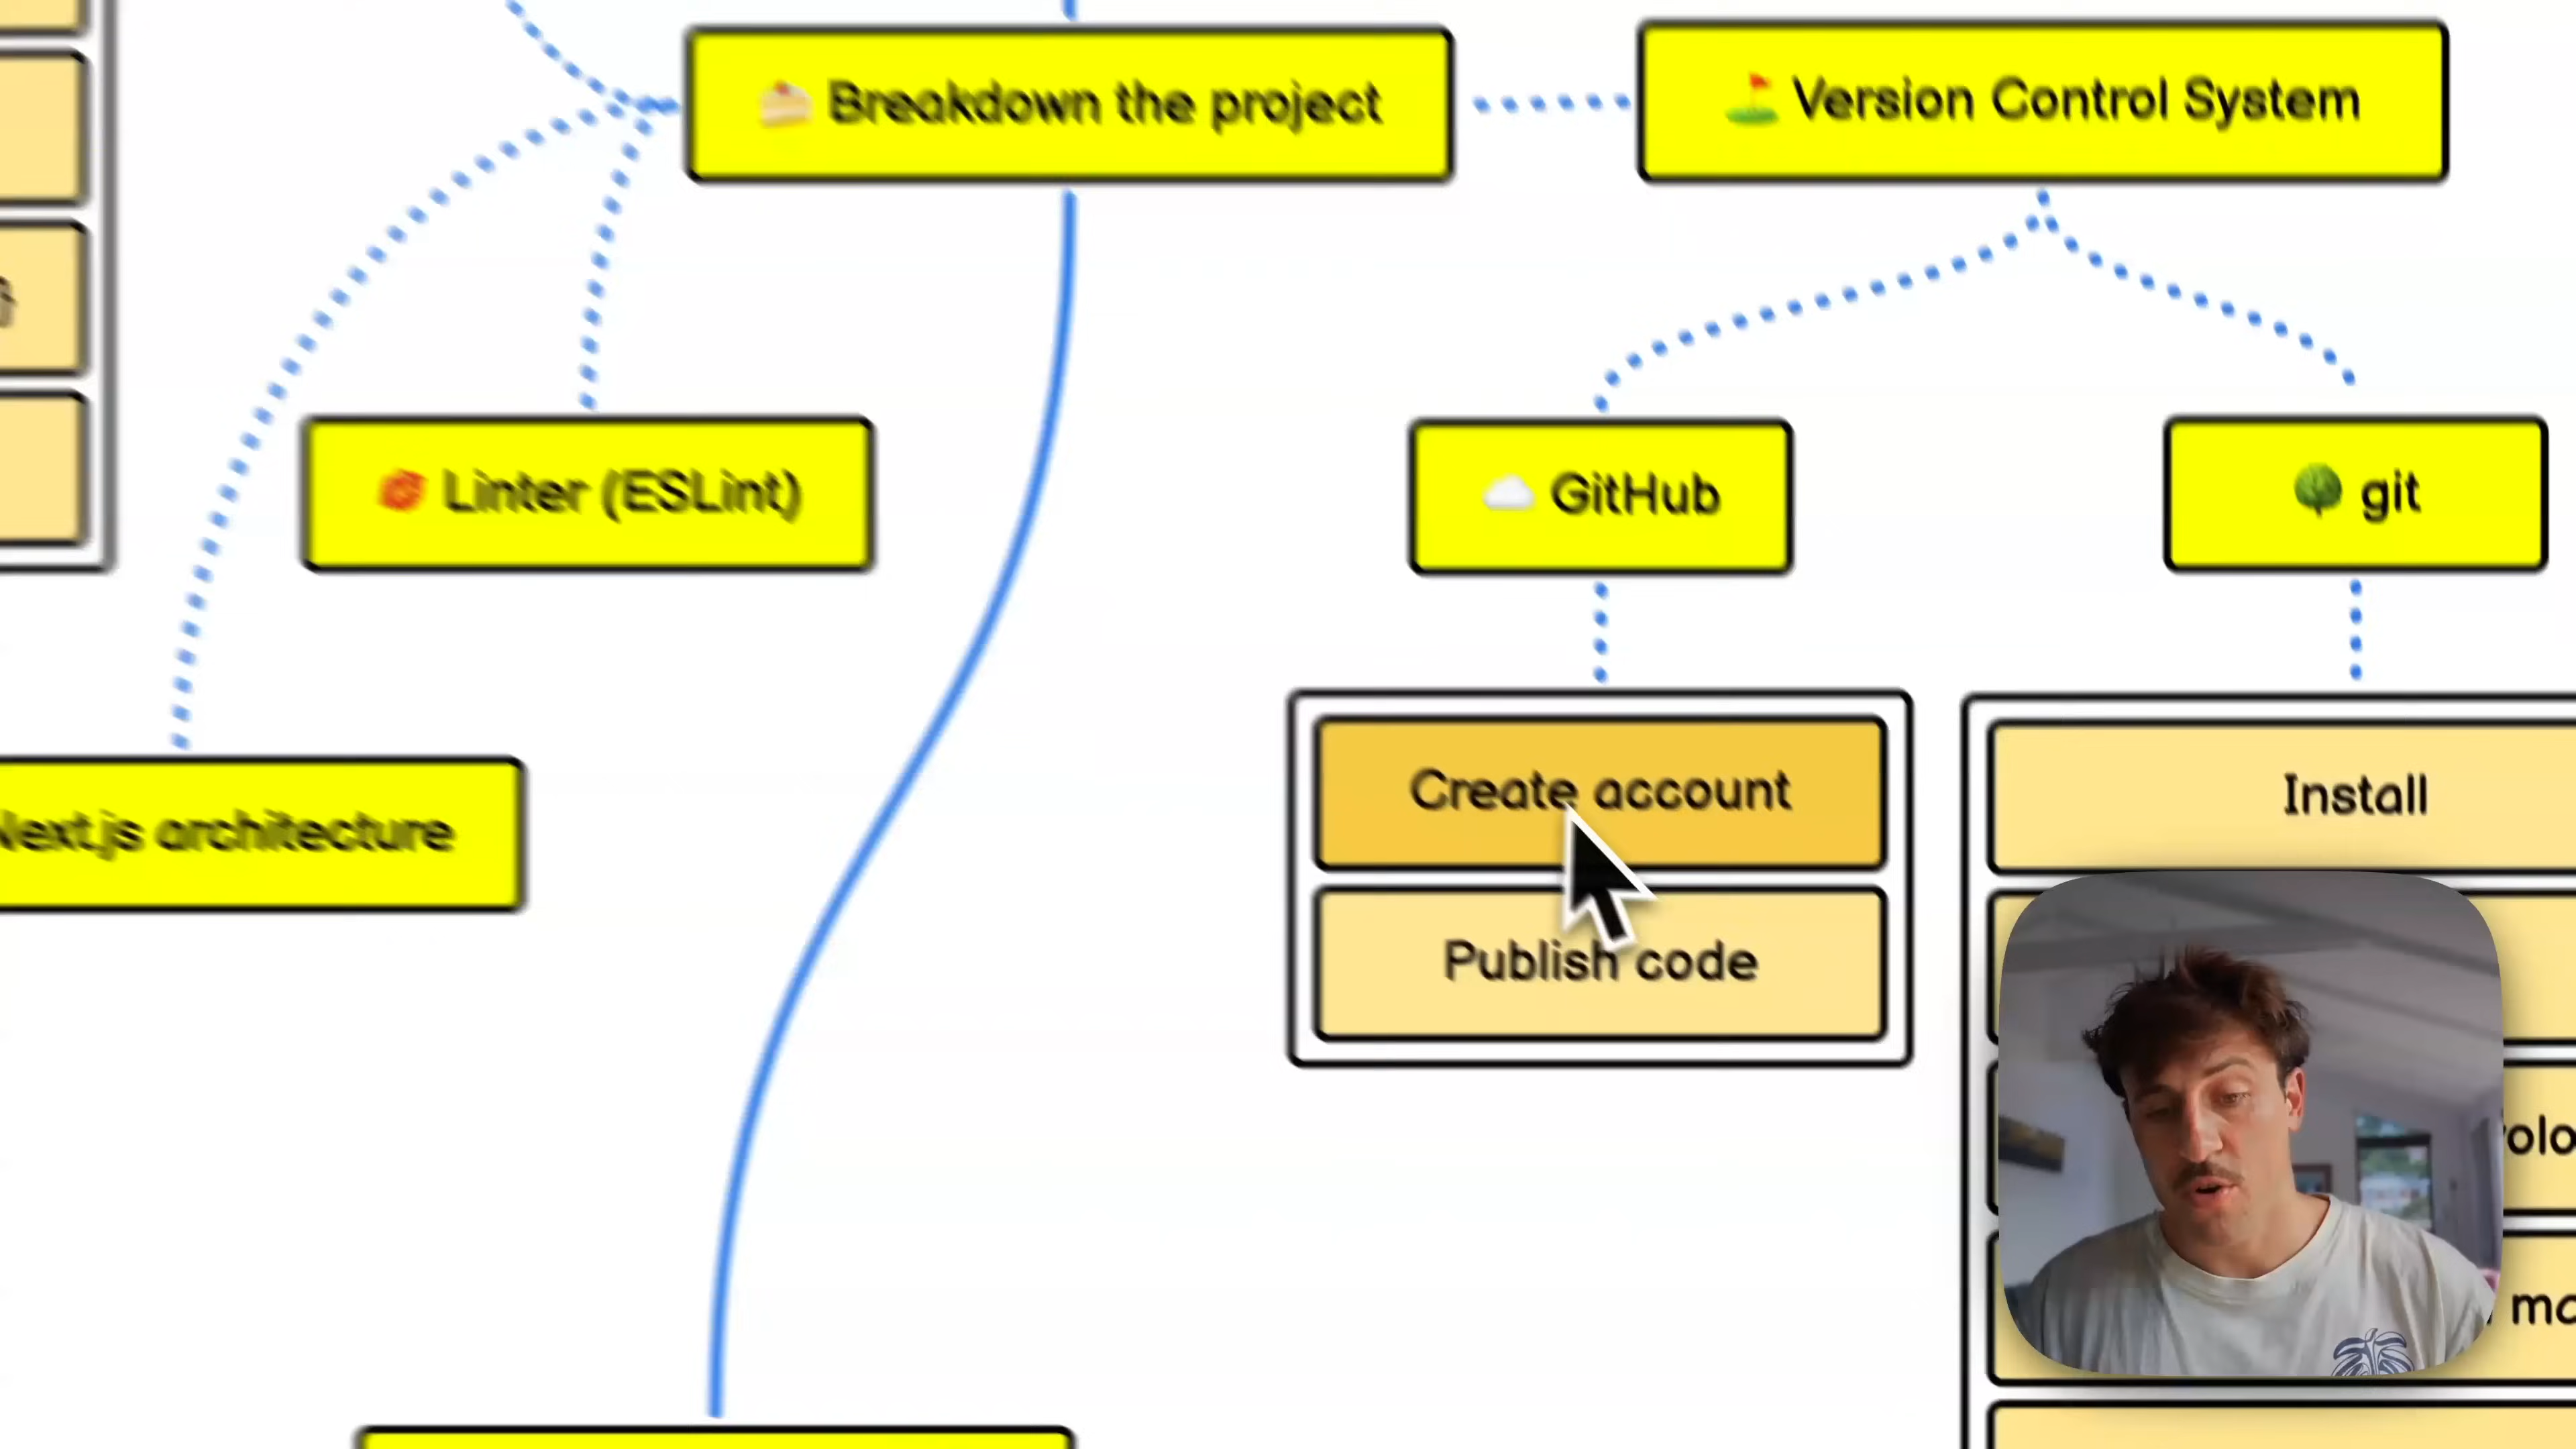 🍰 Breakdown the project
⛳ Version Control System
Linter (ESLint)
☁️ GitHub
🌳 git
Next.js architecture
Create account
Install
Publish code